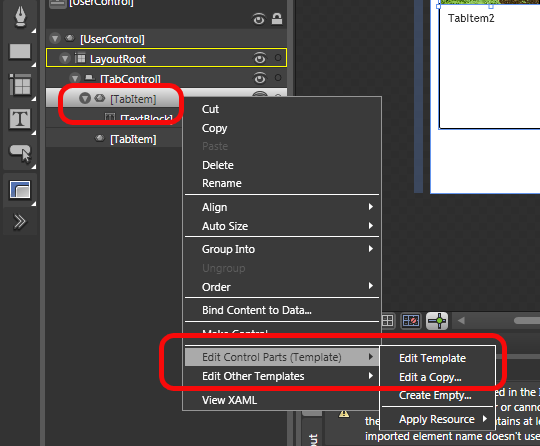 [UserControl]
[UserControl]
LayoutRoot
[TabControl]
[TabItem]
[TextBlock]
[TabItem]
TabItem2
Cut
Copy
Paste
Delete
Rename
Align
Auto Size
Group Into
Ungroup
Order
Bind Content to Data...
Make Control...
Edit Control Parts (Template)
Edit Other Templates
View XAML
Edit Template
Edit a Copy...
Create Empty...
Apply Resource
ed in the I
or canno
the
ntains at le
imported element name doesn't use
out